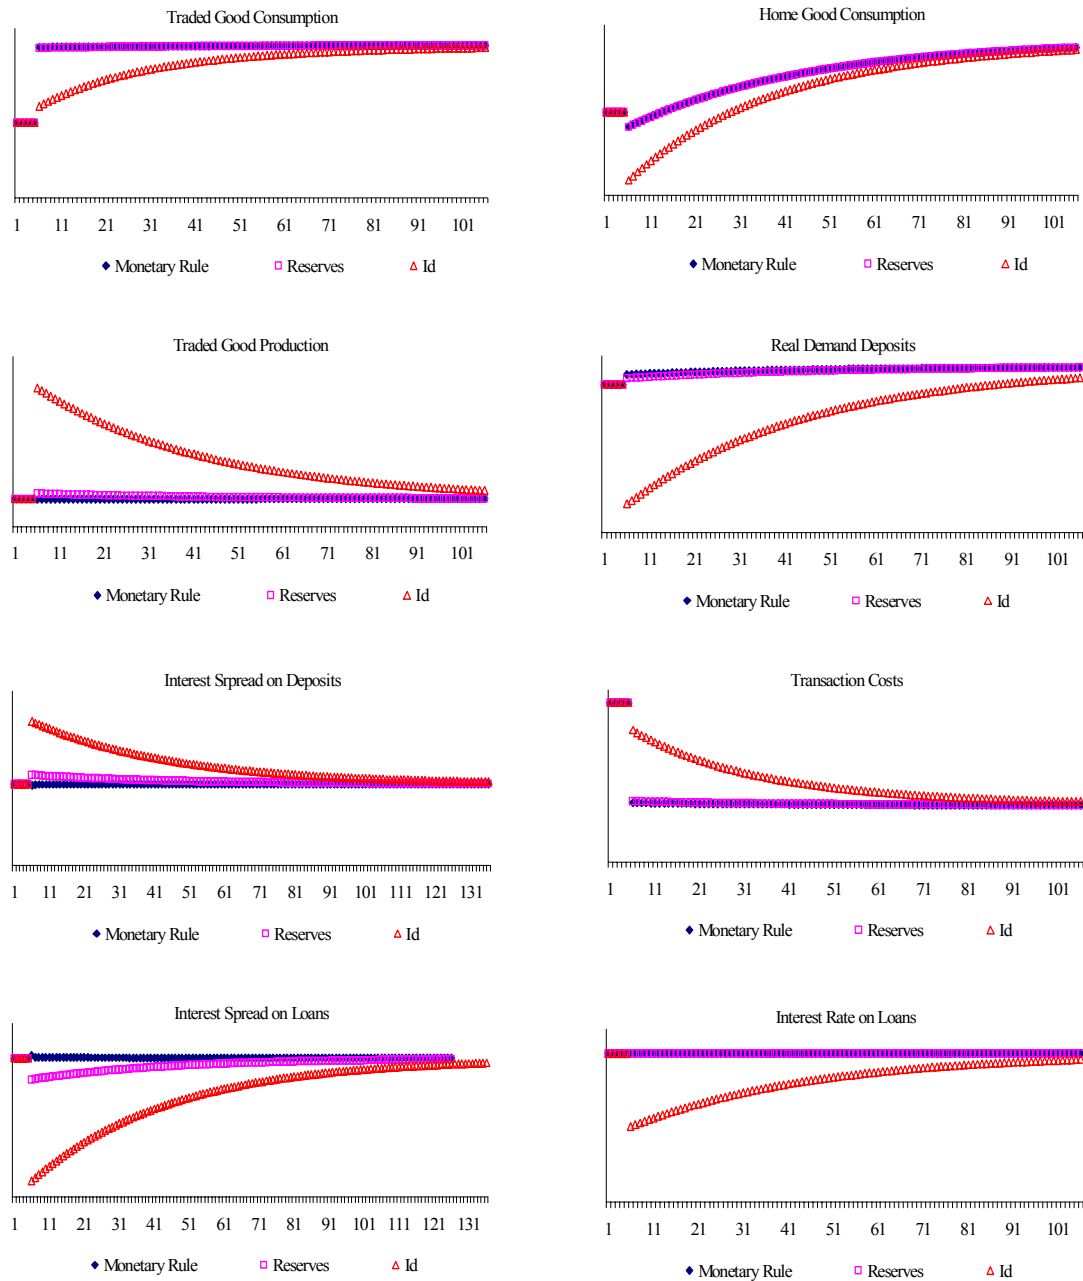 Traded Good Consumption
1 11 21 31 41 51 61 71 81 91 101
Monetary Rule Reserves Id
Home Good Consumption
1 11 21 31 41 51 61 71 81 91 101
Monetary Rule Reserves Id
Traded Good Production
1 11 21 31 41 51 61 71 81 91 101
Monetary Rule Reserves Id
Real Demand Deposits
1 11 21 31 41 51 61 71 81 91 101
Monetary Rule Reserves Id
Interest Srpread on Deposits
1 11 21 31 41 51 61 71 81 91 101 111 121 131
Monetary Rule Reserves Id
Transaction Costs
1 11 21 31 41 51 61 71 81 91 101
Monetary Rule Reserves Id
Interest Spread on Loans
1 11 21 31 41 51 61 71 81 91 101 111 121 131
Monetary Rule Reserves Id
Interest Rate on Loans
1 11 21 31 41 51 61 71 81 91 101
Monetary Rule Reserves Id